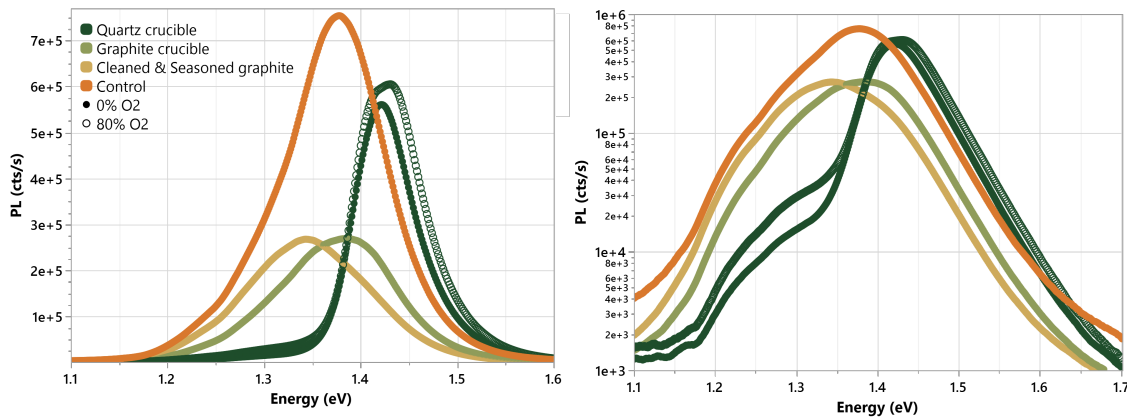 7e+5
6e+5
5e+5
4e+5
3e+5
2e+5
1e+5
PL (cts/s)
Quartz crucible
Graphite crucible
Cleaned & Seasoned graphite
Control
0% O2
80% O2
1.1 1.2 1.3 1.4 1.5 1.6
Energy (eV)
1e+6
8e+5
6e+5
5e+5
4e+5
3e+5
2e+5
1e+5
8e+4
6e+4
5e+4
4e+4
3e+4
2e+4
1e+4
8e+3
6e+3
5e+3
4e+3
3e+3
2e+3
1e+3
PL (cts/s)
1.1 1.2 1.3 1.4 1.5 1.6 1.7
Energy (eV)